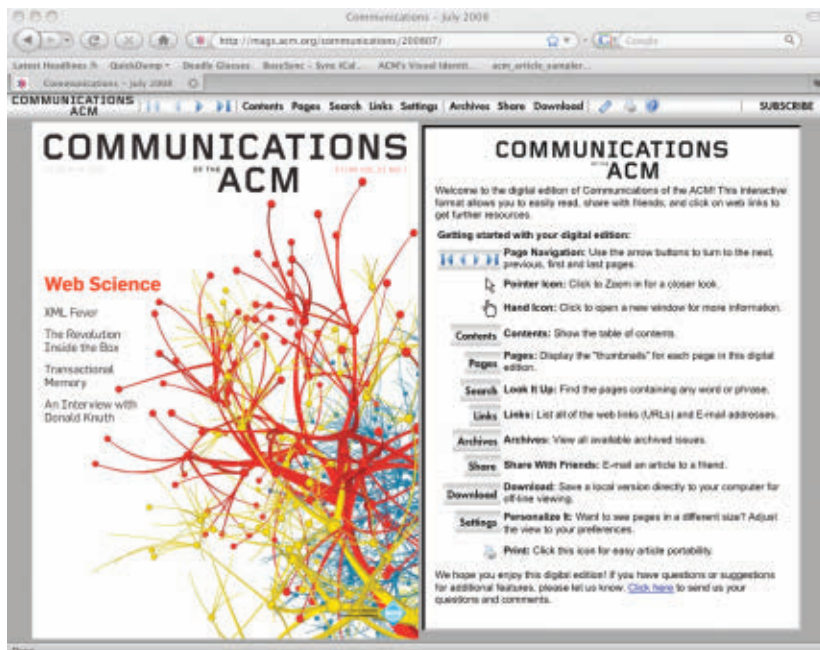 Communications - July 2008
http://mags.acm.org/communications/200807/
Google
Latest Headlines QuickDump Deadly Glasses BusySync - Sync iCal... ACM's Visual Identi... acm_article_sampler...
Communications - July 2008
COMMUNICATIONS ACM Contents Pages Search Links Settings Archives Share Download SUBSCRIBE
COMMUNICATIONS
OF THE
ACM
Web Science
XML Fever
The Revolution
Inside the Box
Transactional
Memory
An Interview with
Donald Knuth
COMMUNICATIONS
OF THE
ACM
Welcome to the digital edition of Communications of the ACM! This interactive
format allows you to easily read, share with friends, and click on web links to
get further resources.
Getting started with your digital edition:
Page Navigation: Use the arrow buttons to turn to the next,
previous, first and last pages.
Pointer Icon: Click to Zoom in for a closer look.
Hand Icon: Click to open a new window for more information.
Contents Contents: Show the table of contents.
Pages Pages: Display the "thumbnails" for each page in this digital
edition.
Search Look It Up: Find the pages containing any word or phrase.
Links Links: List all of the web links (URLs) and E-mail addresses.
Archives Archives: View all available archived issues.
Share Share With Friends: E-mail an article to a friend.
Download Download: Save a local version directly to your computer for
off-line viewing.
Settings Personalize It: Want to see pages in a different size? Adjust
the view to your preferences.
Print: Click this icon for easy article portability.
We hope you enjoy this digital edition! If you have questions or suggestions
for additional features, please let us know. Click here to send us your
questions and comments.